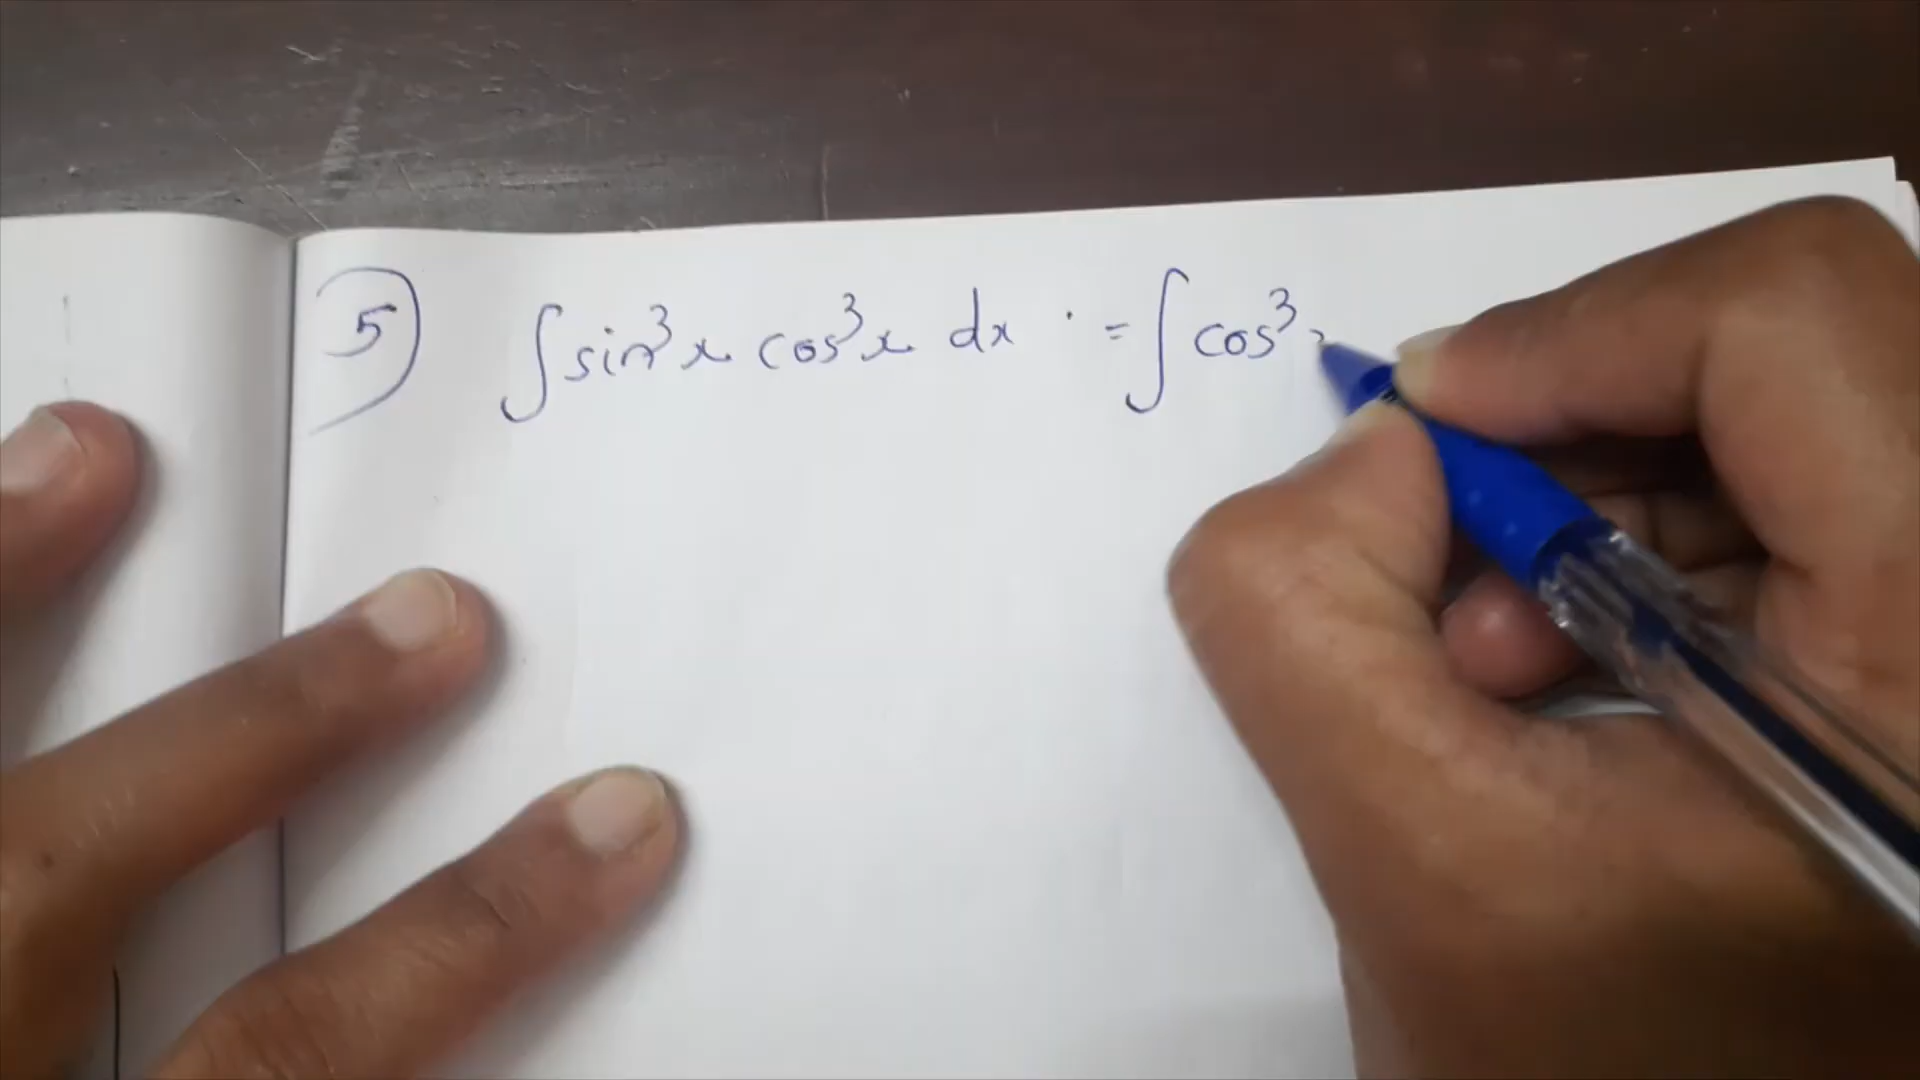 5) ∫ sin³x cos³x dx = ∫ cos³